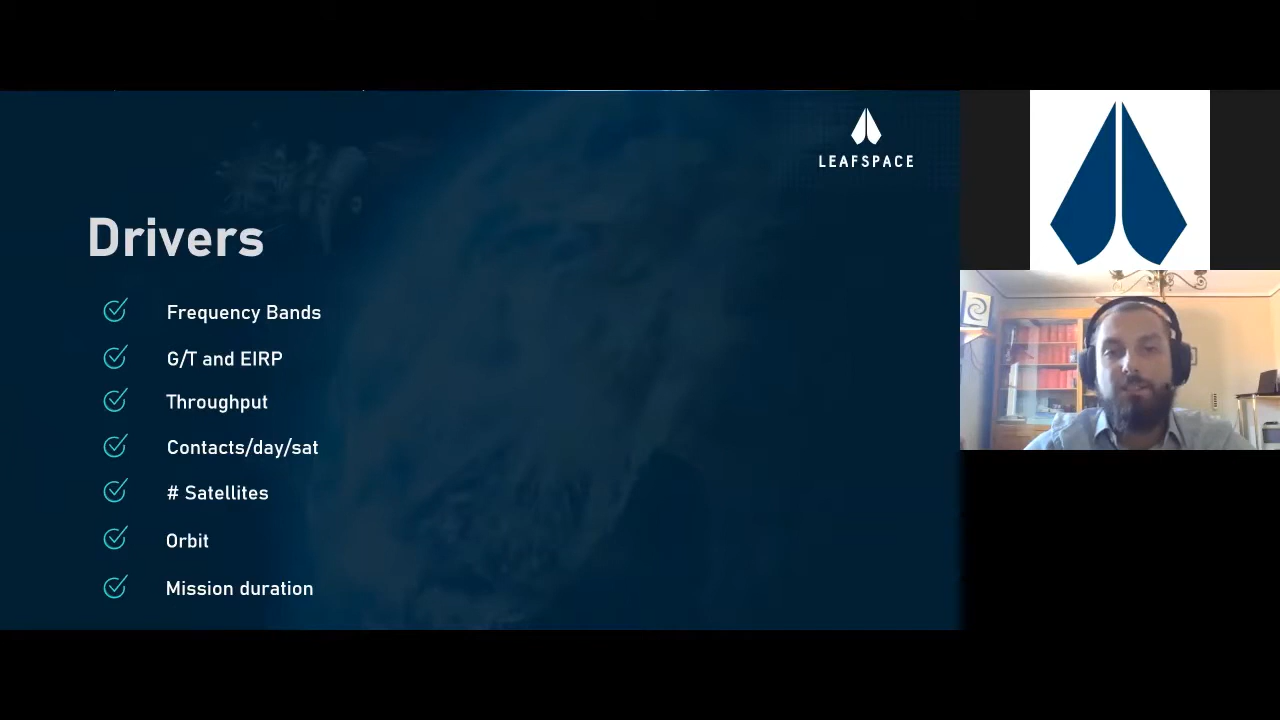 LEAFSPACE
Drivers
Frequency Bands
G/T and EIRP
Throughput
Contacts/day/sat
# Satellites
Orbit
Mission duration